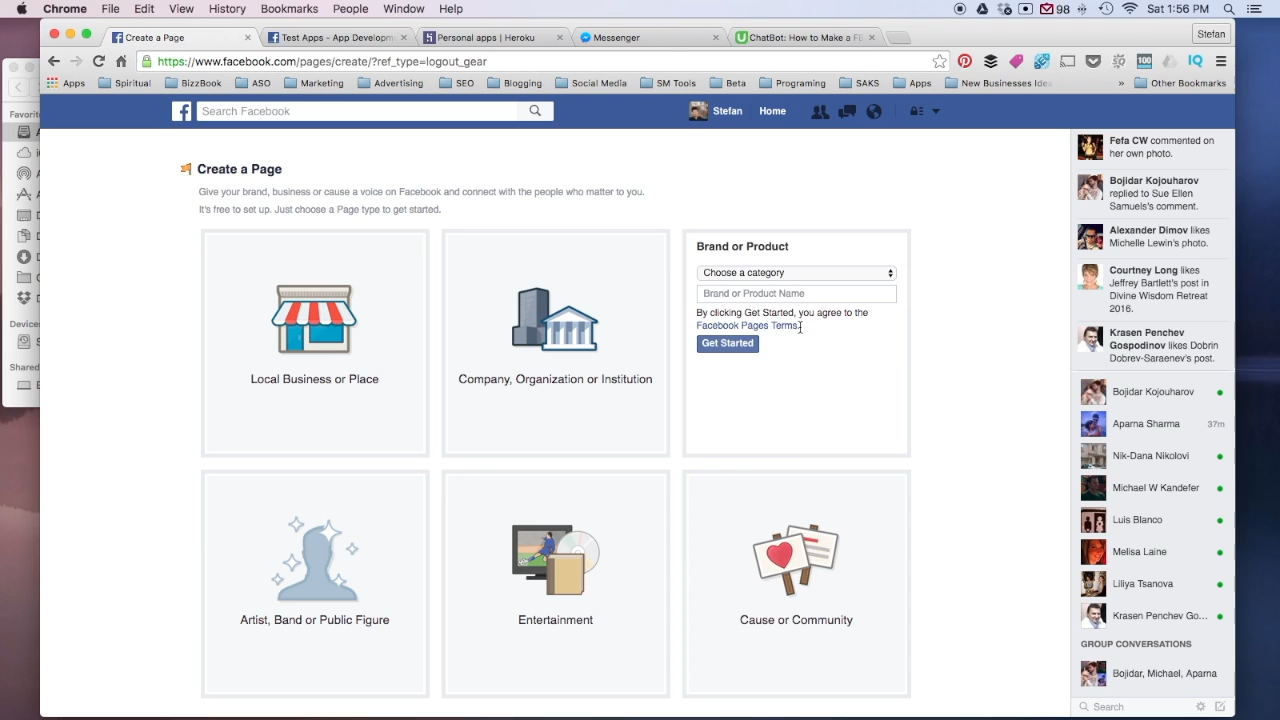 Chrome File Edit View History Bookmarks People Window Help 98 Sat 1:56 PM
Create a Page Test Apps - App Developm Personal apps | Heroku Messenger ChatBot: How to Make a FB Stefan
https://www.facebook.com/pages/create/?ref_type=logout_gear 100 IQ
Apps Spiritual BizzBook ASO Marketing Advertising SEO Blogging Social Media SM Tools Beta Programing SAKS Apps New Businesses Idea » Other Bookmarks
Favorit
Search Facebook Stefan Home
Create a Page
Give your brand, business or cause a voice on Facebook and connect with the people who matter to you.
It's free to set up. Just choose a Page type to get started.
Local Business or Place
Company, Organization or Institution
Brand or Product
Choose a category
Brand or Product Name
By clicking Get Started, you agree to the
Facebook Pages Terms.
Get Started
Artist, Band or Public Figure
Entertainment
Cause or Community
Devices
Shared
Fefa CW commented on
her own photo.
Bojidar Kojouharov
replied to Sue Ellen
Samuels's comment.
Alexander Dimov likes
Michelle Lewin's photo.
Courtney Long likes
Jeffrey Bartlett's post in
Divine Wisdom Retreat
2016.
Krasen Penchev
Gospodinov likes Dobrin
Dobrev-Saraenev's post.
Bojidar Kojouharov
Aparna Sharma 37m
Nik-Dana Nikolovi
Michael W Kandefer
Luis Blanco
Melisa Laine
Liliya Tsanova
Krasen Penchev Go...
GROUP CONVERSATIONS
Bojidar, Michael, Aparna
Search